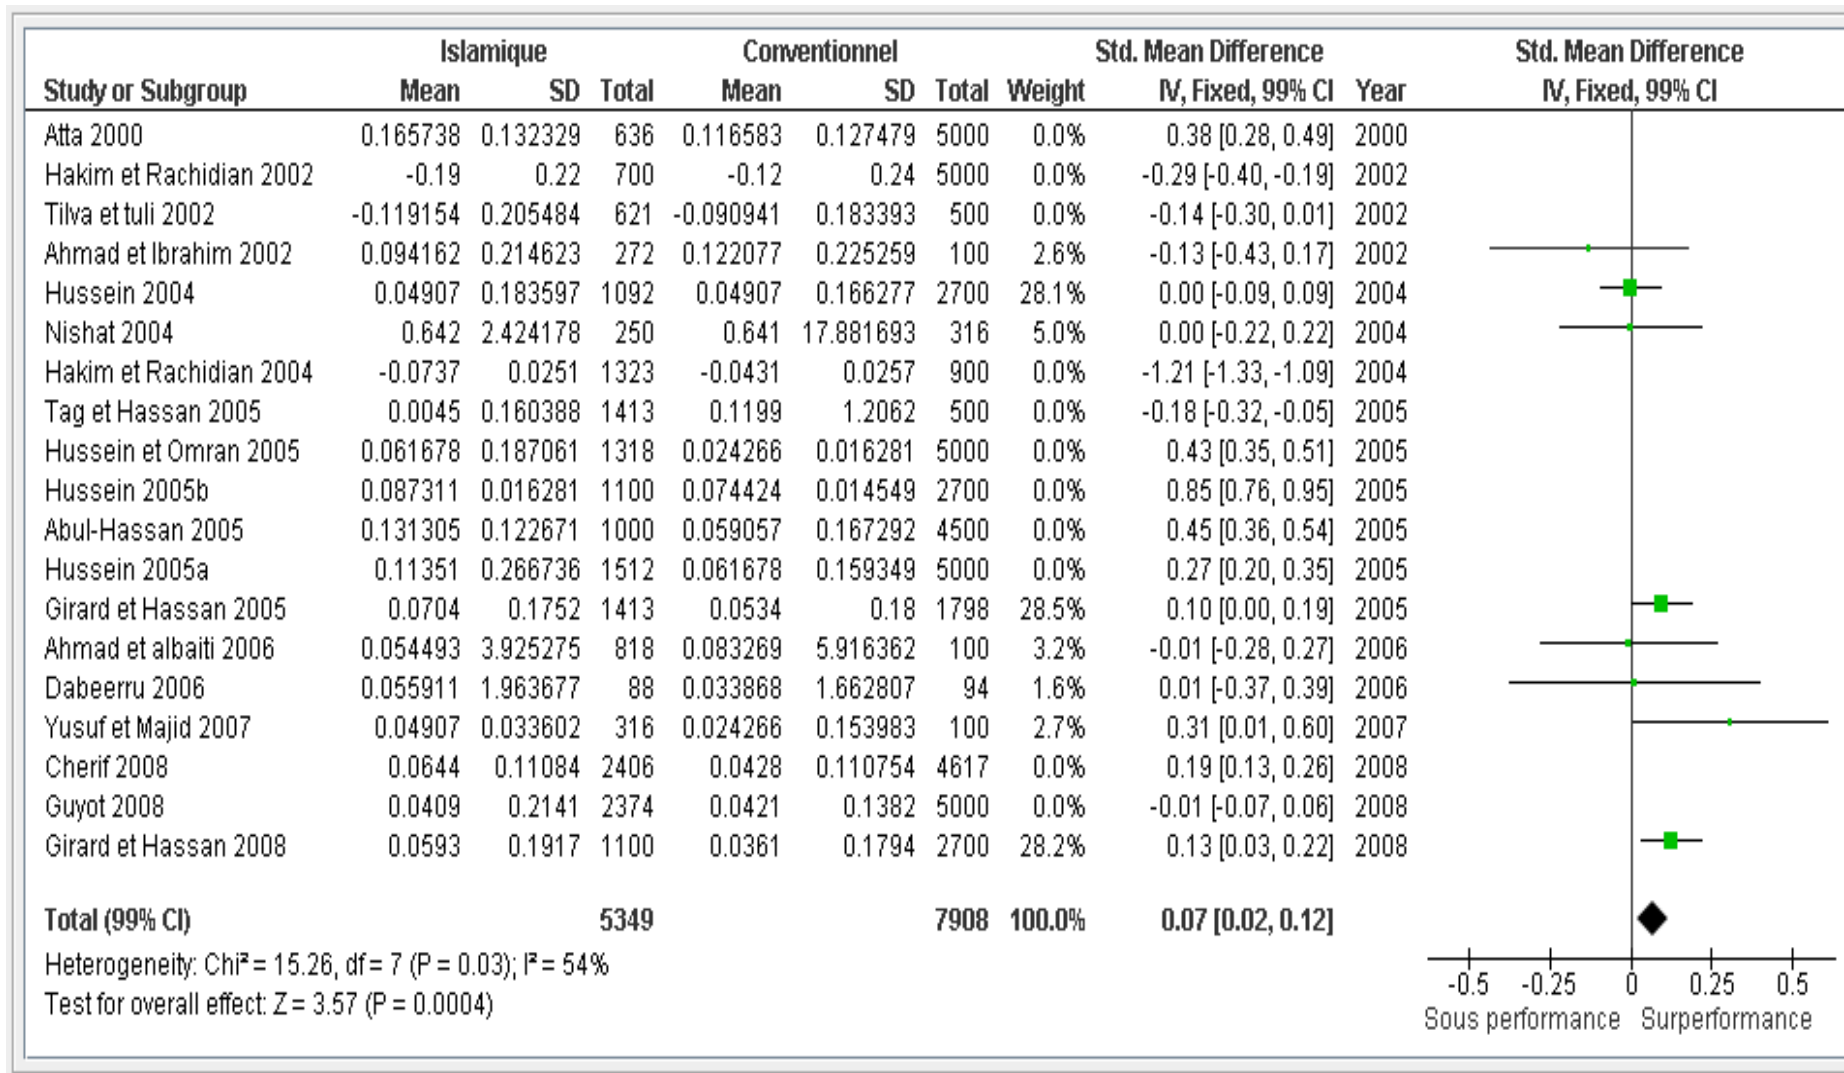 Islamique Conventionnel Std. Mean Difference Std. Mean Difference
Study or Subgroup Mean SD Total Mean SD Total Weight IV, Fixed, 99% CI Year IV, Fixed, 99% CI
Atta 2000 0.165738 0.132329 636 0.116583 0.127479 5000 0.0% 0.38 [0.28, 0.49] 2000
Hakim et Rachidian 2002 -0.19 0.22 700 -0.12 0.24 5000 0.0% -0.29 [-0.40, -0.19] 2002
Tilva et tuli 2002 -0.119154 0.205484 621 -0.090941 0.183393 500 0.0% -0.14 [-0.30, 0.01] 2002
Ahmad et Ibrahim 2002 0.094162 0.214623 272 0.122077 0.225259 100 2.6% -0.13 [-0.43, 0.17] 2002
Hussein 2004 0.04907 0.183597 1092 0.04907 0.166277 2700 28.1% 0.00 [-0.09, 0.09] 2004
Nishat 2004 0.642 2.424178 250 0.641 17.881693 316 5.0% 0.00 [-0.22, 0.22] 2004
Hakim et Rachidian 2004 -0.0737 0.0251 1323 -0.0431 0.0257 900 0.0% -1.21 [-1.33, -1.09] 2004
Tag et Hassan 2005 0.0045 0.160388 1413 0.1199 1.2062 500 0.0% -0.18 [-0.32, -0.05] 2005
Hussein et Omran 2005 0.061678 0.187061 1318 0.024266 0.016281 5000 0.0% 0.43 [0.35, 0.51] 2005
Hussein 2005b 0.087311 0.016281 1100 0.074424 0.014549 2700 0.0% 0.85 [0.76, 0.95] 2005
Abul-Hassan 2005 0.131305 0.122671 1000 0.059057 0.167292 4500 0.0% 0.45 [0.36, 0.54] 2005
Hussein 2005a 0.11351 0.266736 1512 0.061678 0.159349 5000 0.0% 0.27 [0.20, 0.35] 2005
Girard et Hassan 2005 0.0704 0.1752 1413 0.0534 0.18 1798 28.5% 0.10 [0.00, 0.19] 2005
Ahmad et albaiti 2006 0.054493 3.925275 818 0.083269 5.916362 100 3.2% -0.01 [-0.28, 0.27] 2006
Dabeerru 2006 0.055911 1.963677 88 0.033868 1.662807 94 1.6% 0.01 [-0.37, 0.39] 2006
Yusuf et Majid 2007 0.04907 0.033602 316 0.024266 0.153983 100 2.7% 0.31 [0.01, 0.60] 2007
Cherif 2008 0.0644 0.11084 2406 0.0428 0.110754 4617 0.0% 0.19 [0.13, 0.26] 2008
Guyot 2008 0.0409 0.2141 2374 0.0421 0.1382 5000 0.0% -0.01 [-0.07, 0.06] 2008
Girard et Hassan 2008 0.0593 0.1917 1100 0.0361 0.1794 2700 28.2% 0.13 [0.03, 0.22] 2008
Total (99% CI) 5349 7908 100.0% 0.07 [0.02, 0.12]
Heterogeneity: Chi² = 15.26, df = 7 (P = 0.03); I² = 54%
Test for overall effect: Z = 3.57 (P = 0.0004)
-0.5 -0.25 0 0.25 0.5
Sous performance Surperformance